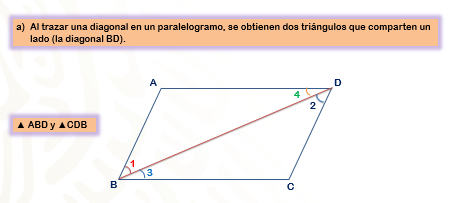 a) Al trazar una diagonal en un paralelogramo, se obtienen dos triángulos que comparten un
lado (la diagonal BD).
A
D
4
2
▲ ABD y ▲CDB
1
3
B
C